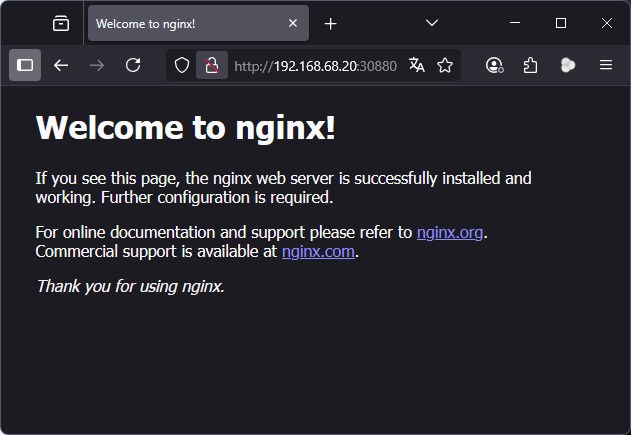 Welcome to nginx!
http://192.168.68.20:30880
Welcome to nginx!
If you see this page, the nginx web server is successfully installed and
working. Further configuration is required.
For online documentation and support please refer to nginx.org.
Commercial support is available at nginx.com.
Thank you for using nginx.